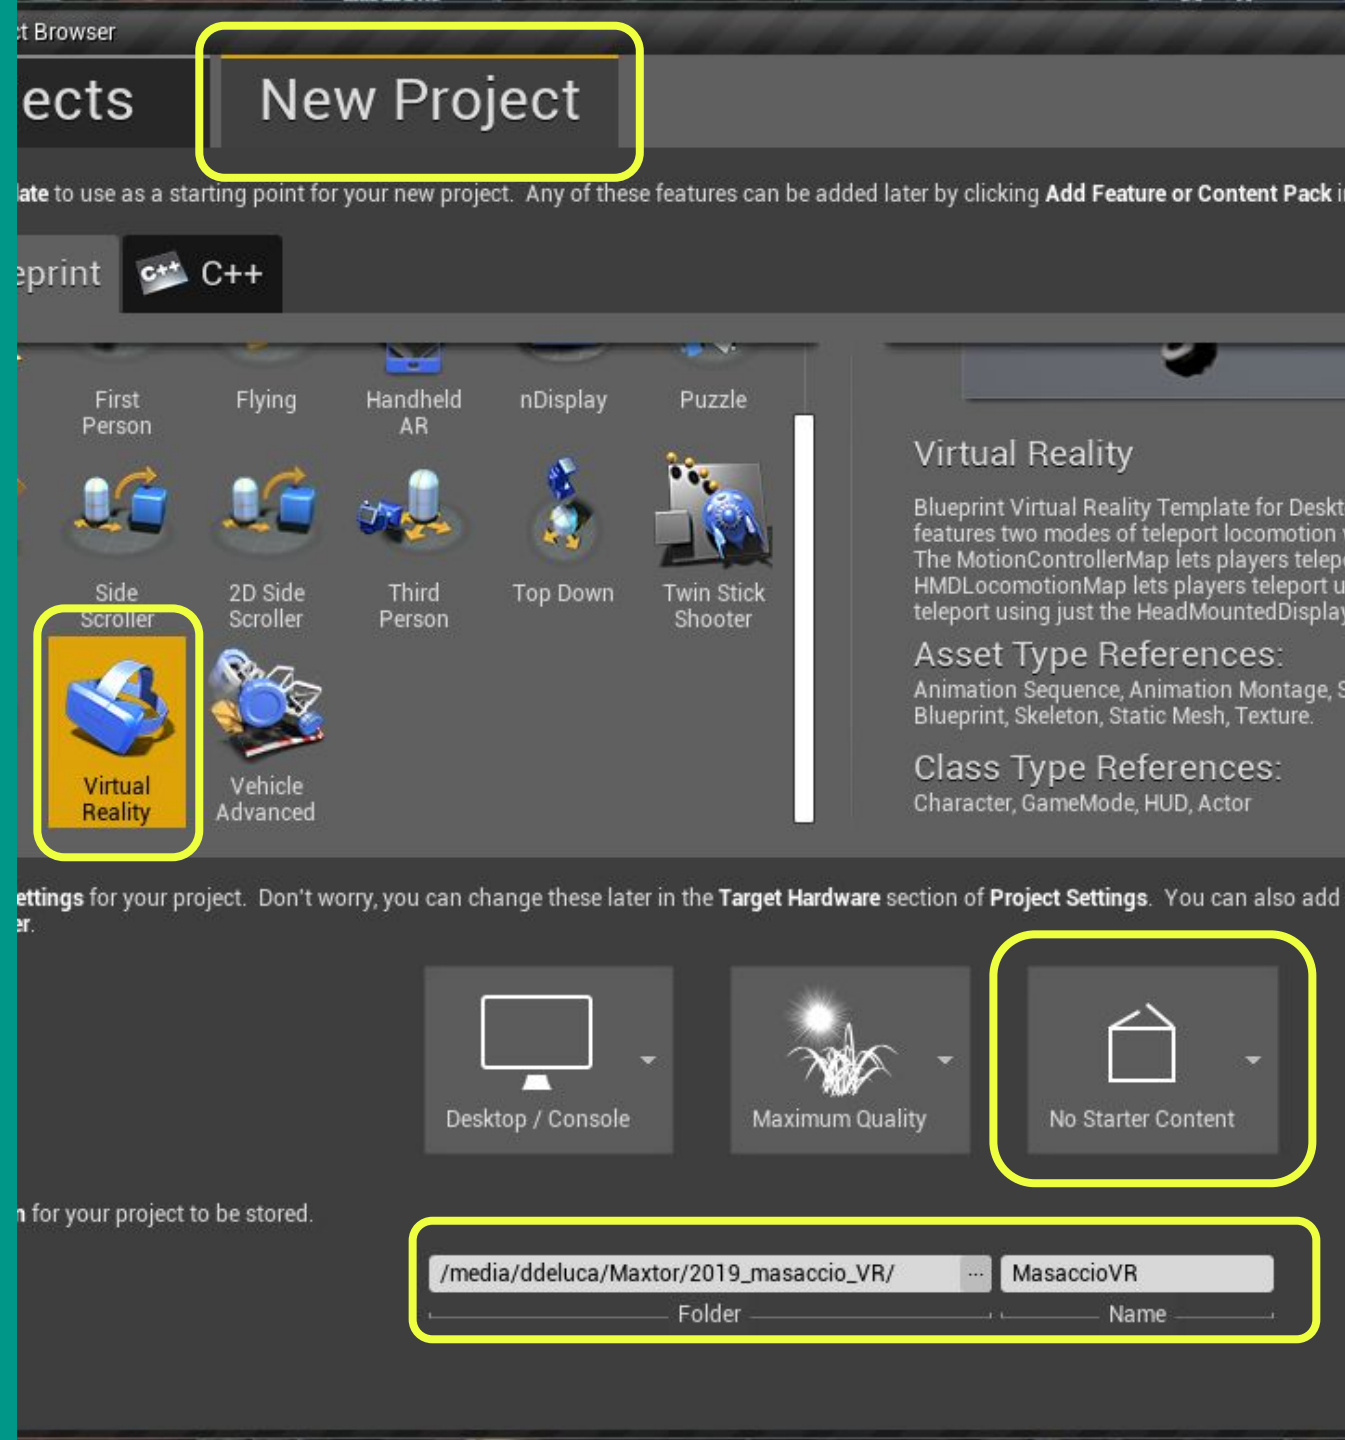 ct Browser
ects
New Project
late to use as a starting point for your new project. Any of these features can be added later by clicking Add Feature or Content Pack i
eprint
C++
C++
First
Person
Flying
Handheld
AR
nDisplay
Puzzle
Side
Scroller
2D Side
Scroller
Third
Person
Top Down
Twin Stick
Shooter
Virtual
Reality
Vehicle
Advanced
Virtual Reality
Blueprint Virtual Reality Template for Deskt
features two modes of teleport locomotion
The MotionControllerMap lets players telep
HMDLocomotionMap lets players teleport u
teleport using just the HeadMountedDisplay
Asset Type References:
Animation Sequence, Animation Montage, S
Blueprint, Skeleton, Static Mesh, Texture.
Class Type References:
Character, GameMode, HUD, Actor
ettings for your project. Don't worry, you can change these later in the Target Hardware section of Project Settings. You can also add
er.
Desktop / Console
Maximum Quality
No Starter Content
n for your project to be stored.
/media/ddeluca/Maxtor/2019_masaccio_VR/
...
MasaccioVR
Folder
Name